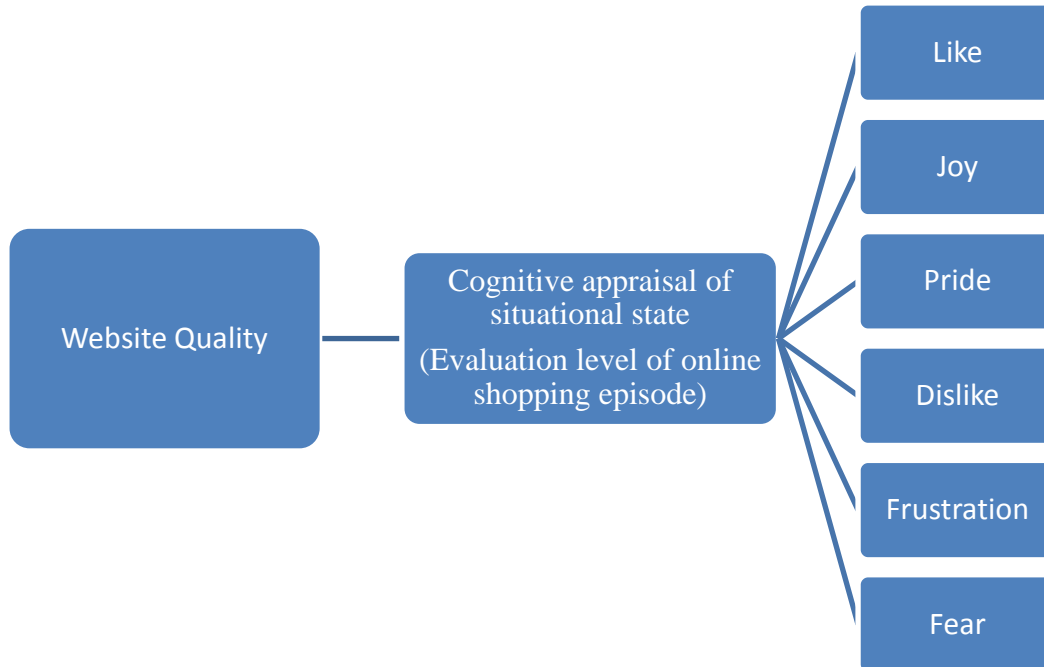 Website Quality
Cognitive appraisal of
situational state
(Evaluation level of online
shopping episode)
Like
Joy
Pride
Dislike
Frustration
Fear